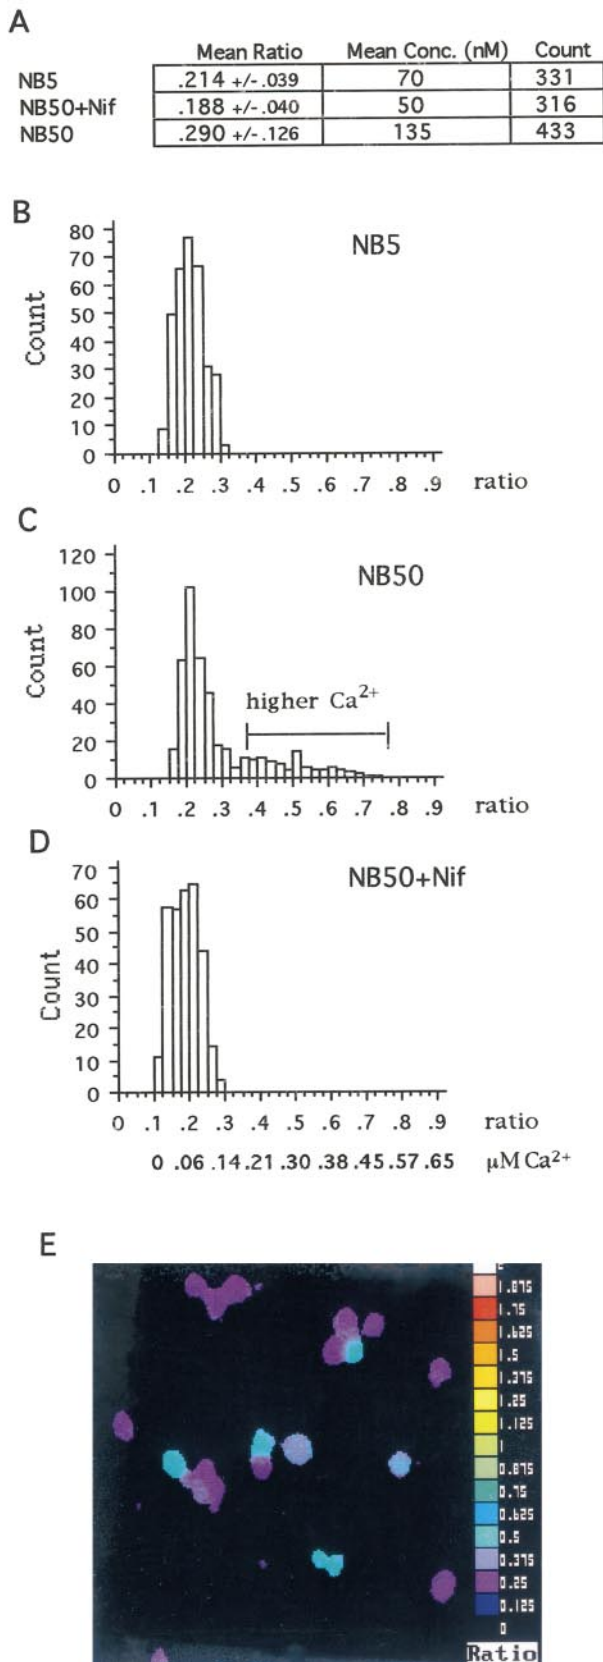 A
Mean Ratio Mean Conc. (nM) Count
NB5 .214 +/-.039 70 331
NB50+Nif .188 +/-.040 50 316
NB50 .290 +/-.126 135 433
B
NB5
Count
80
70
60
50
40
30
20
10
0
0 .1 .2 .3 .4 .5 .6 .7 .8 .9 ratio
C
NB50
Count
120
100
80
60
40
20
0
higher Ca²⁺
0 .1 .2 .3 .4 .5 .6 .7 .8 .9 ratio
D
NB50+Nif
Count
70
60
50
40
30
20
10
0
0 .1 .2 .3 .4 .5 .6 .7 .8 .9 ratio
0 .06 .14 .21 .30 .38 .45 .57 .65 μM Ca²⁺
E
1.875
1.75
1.625
1.5
1.375
1.25
1.125
1
0.875
0.75
0.625
0.5
0.375
0.25
0.125
0
Ratio